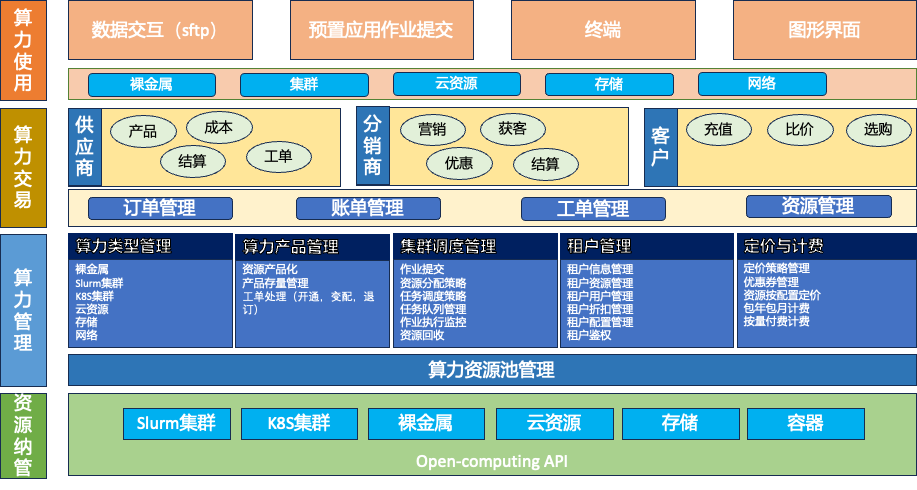 算力使用
数据交互（sftp）
预置应用作业提交
终端
图形界面
裸金属
集群
云资源
存储
网络
算力交易
供应商
产品
成本
结算
工单
分销商
营销
获客
优惠
结算
客户
充值
比价
选购
订单管理
账单管理
工单管理
资源管理
算力管理
算力类型管理
裸金属
Slurm集群
K8S集群
云资源
存储
网络
算力产品管理
资源产品化
产品存量管理
工单处理（开通，变配，退
订）
集群调度管理
作业提交
资源分配策略
任务调度策略
任务队列管理
作业执行监控
资源回收
租户管理
租户信息管理
租户资源管理
租户用户管理
租户折扣管理
租户配置管理
租户鉴权
定价与计费
定价策略管理
优惠券管理
资源按配置定价
包年包月计费
按量付费计费
算力资源池管理
资源纳管
Slurm集群
K8S集群
裸金属
云资源
存储
容器
Open-computing API